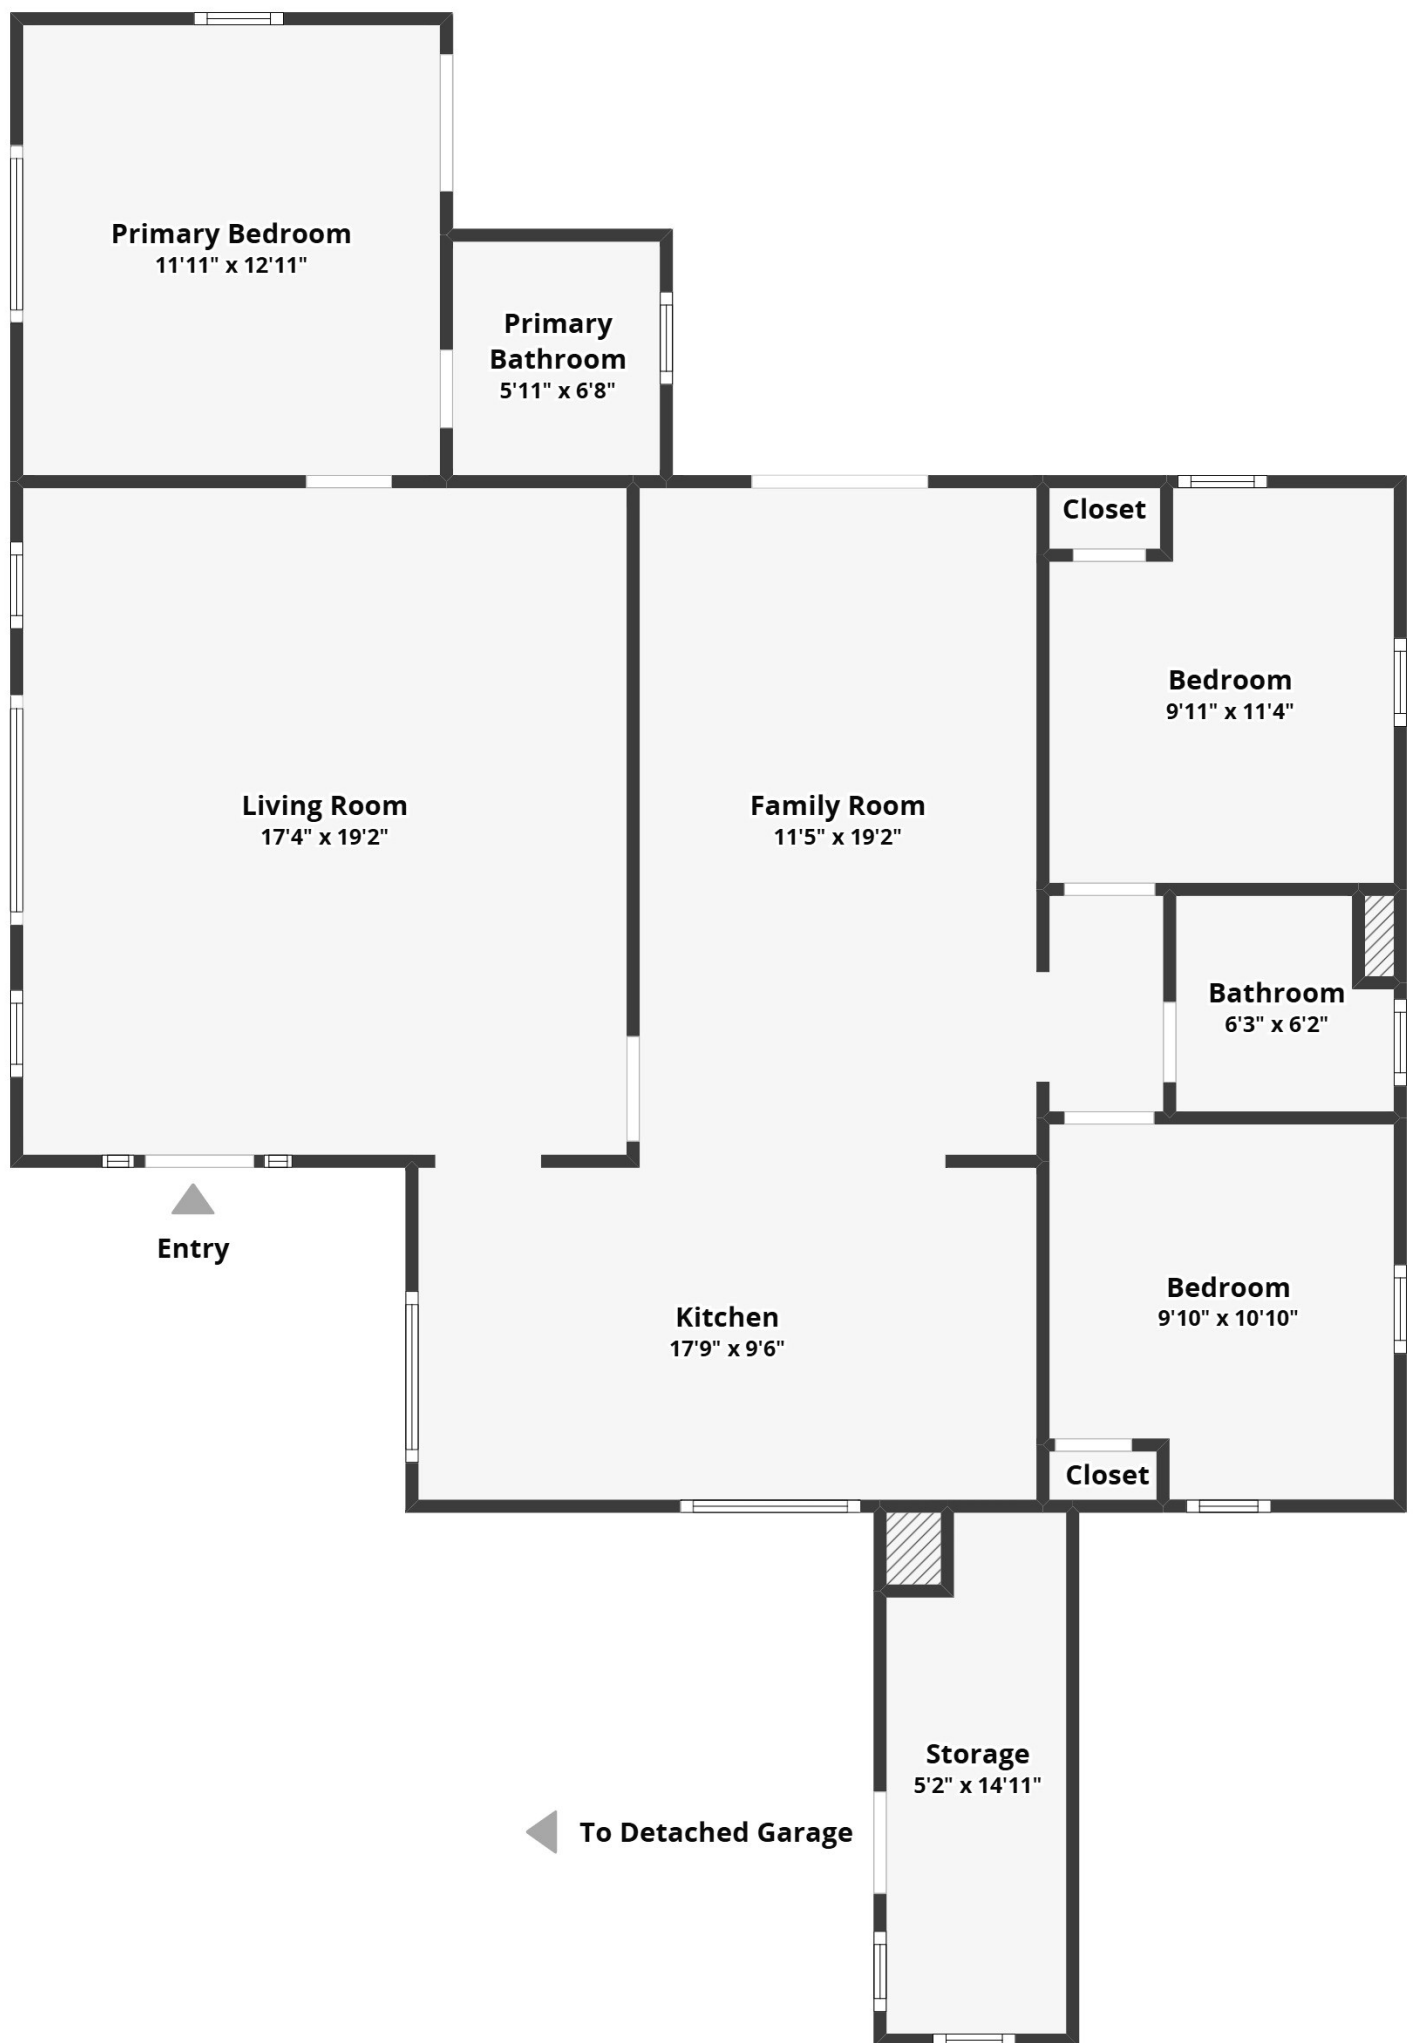 Primary Bedroom
11'11" x 12'11"
Primary
Bathroom
5'11" x 6'8"
Closet
Bedroom
9'11" x 11'4"
Living Room
17'4" x 19'2"
Family Room
11'5" x 19'2"
Bathroom
6'3" x 6'2"
Entry
Bedroom
9'10" x 10'10"
Kitchen
17'9" x 9'6"
Closet
Storage
5'2" x 14'11"
To Detached Garage